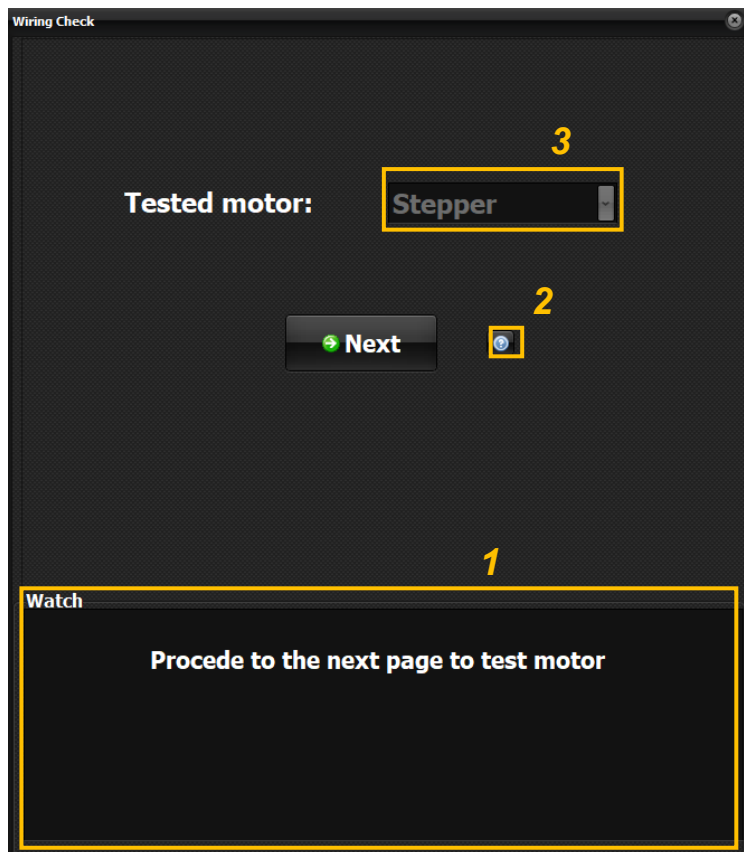 Wiring Check
3
Tested motor: Stepper
2
Next
1
Watch
Procede to the next page to test motor